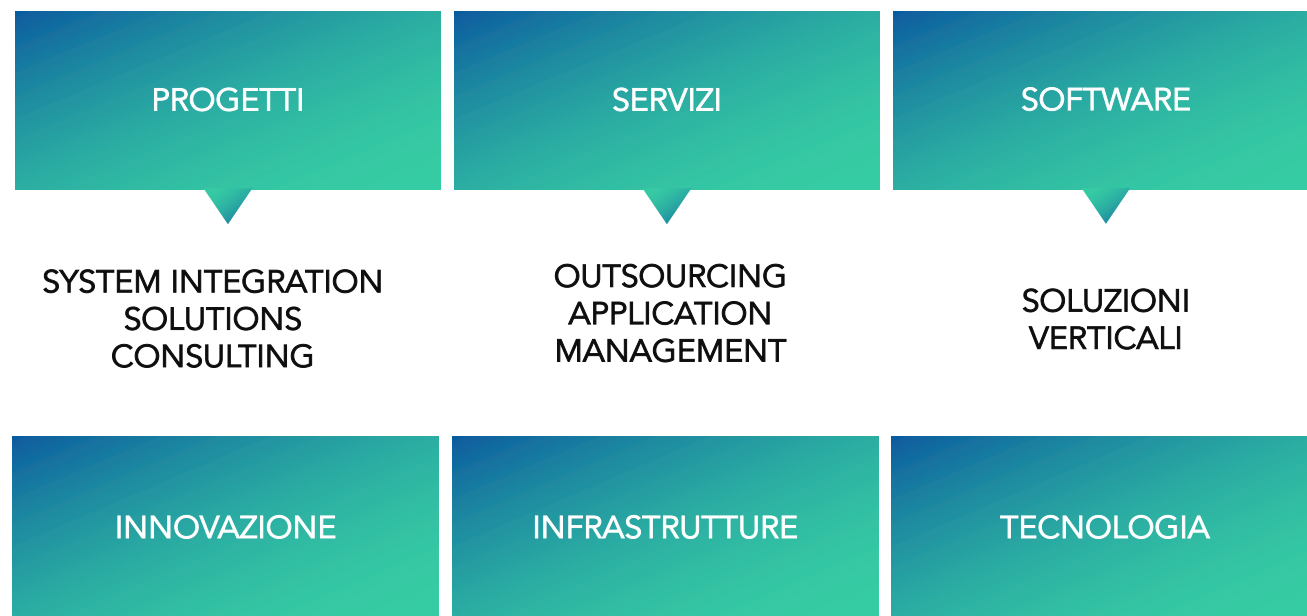 PROGETTI
SERVIZI
SOFTWARE
SYSTEM INTEGRATION
SOLUTIONS
CONSULTING
OUTSOURCING
APPLICATION
MANAGEMENT
SOLUZIONI
VERTICALI
INNOVAZIONE
INFRASTRUTTURE
TECNOLOGIA